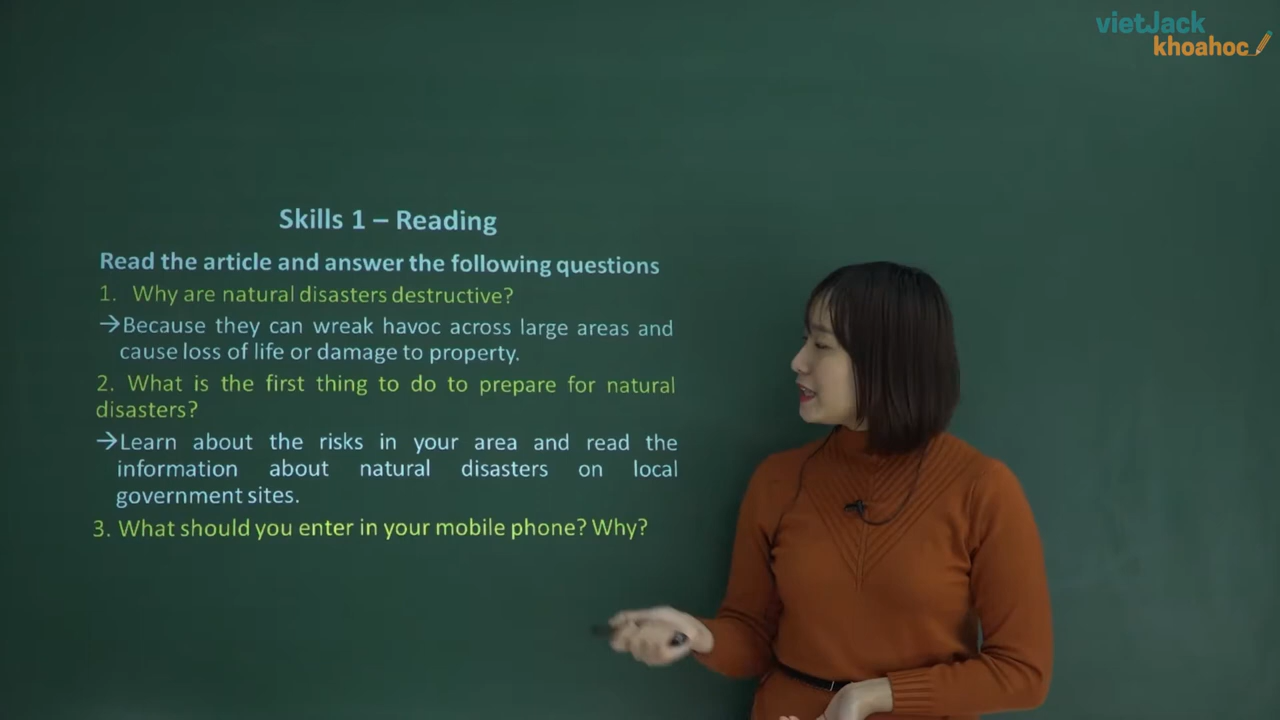 vietJack
khoahoc
Skills 1 – Reading
Read the article and answer the following questions
1. Why are natural disasters destructive?
→Because they can wreak havoc across large areas and
cause loss of life or damage to property.
2. What is the first thing to do to prepare for natural
disasters?
→Learn about the risks in your area and read the
information about natural disasters on local
government sites.
3. What should you enter in your mobile phone? Why?